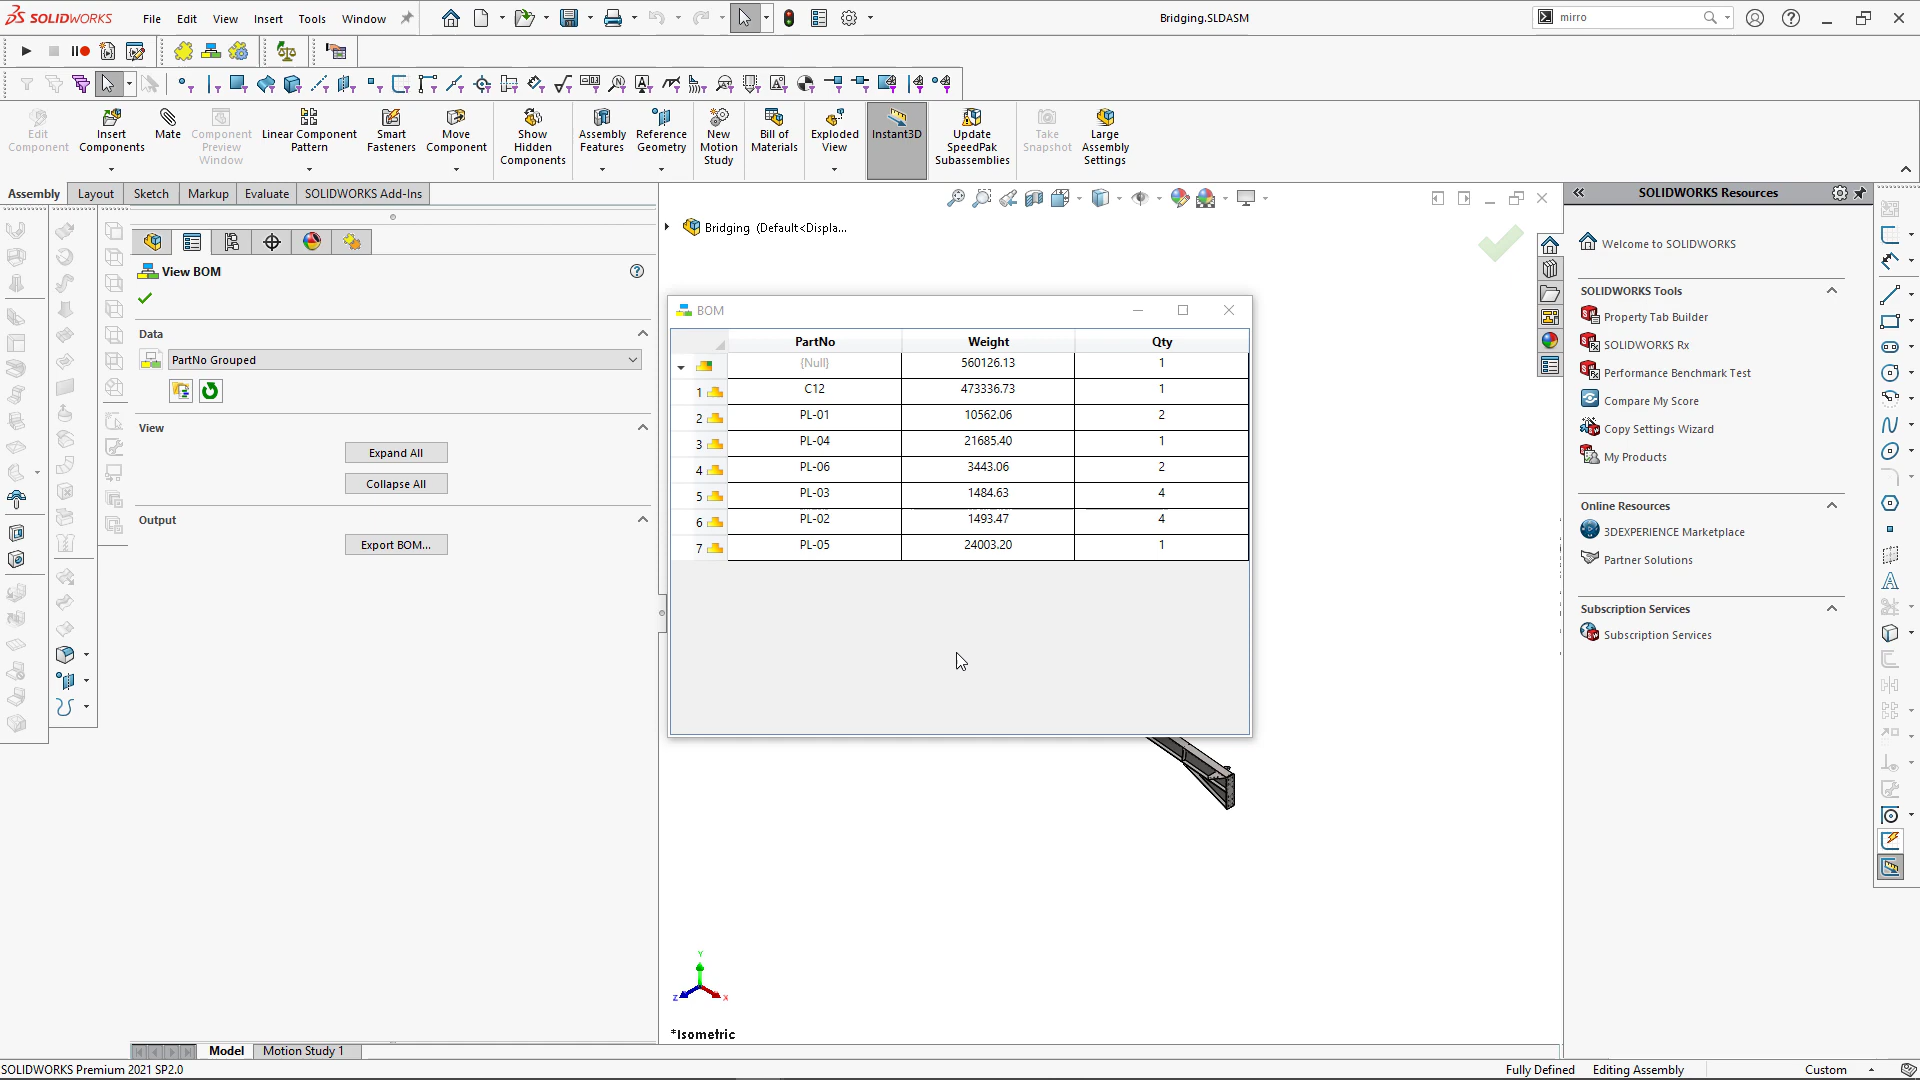 SOLIDWORKS File Edit View Insert Tools Window Bridging.SLDASM mirro
Edit Component
Insert Components
Mate
Component Preview Window
Linear Component Pattern
Smart Fasteners
Move Component
Show Hidden Components
Assembly Features
Reference Geometry
New Motion Study
Bill of Materials
Exploded View
Instant3D
Update SpeedPak Subassemblies
Take Snapshot
Large Assembly Settings
Assembly Layout Sketch Markup Evaluate SOLIDWORKS Add-Ins
View BOM
Data
PartNo Grouped
View
Expand All
Collapse All
Output
Export BOM...
Bridging (Default<Displa...
BOM
PartNo Weight Qty
{Null} 560126.13 1
1 C12 473336.73 1
2 PL-01 10562.06 2
3 PL-04 21685.40 1
4 PL-06 3443.06 2
5 PL-03 1484.63 4
6 PL-02 1493.47 4
7 PL-05 24003.20 1
Y
Z X
*Isometric
SOLIDWORKS Resources
Welcome to SOLIDWORKS
SOLIDWORKS Tools
Property Tab Builder
SOLIDWORKS Rx
Performance Benchmark Test
Compare My Score
Copy Settings Wizard
My Products
Online Resources
3DEXPERIENCE Marketplace
Partner Solutions
Subscription Services
Subscription Services
Model Motion Study 1
SOLIDWORKS Premium 2021 SP2.0 Fully Defined Editing Assembly Custom